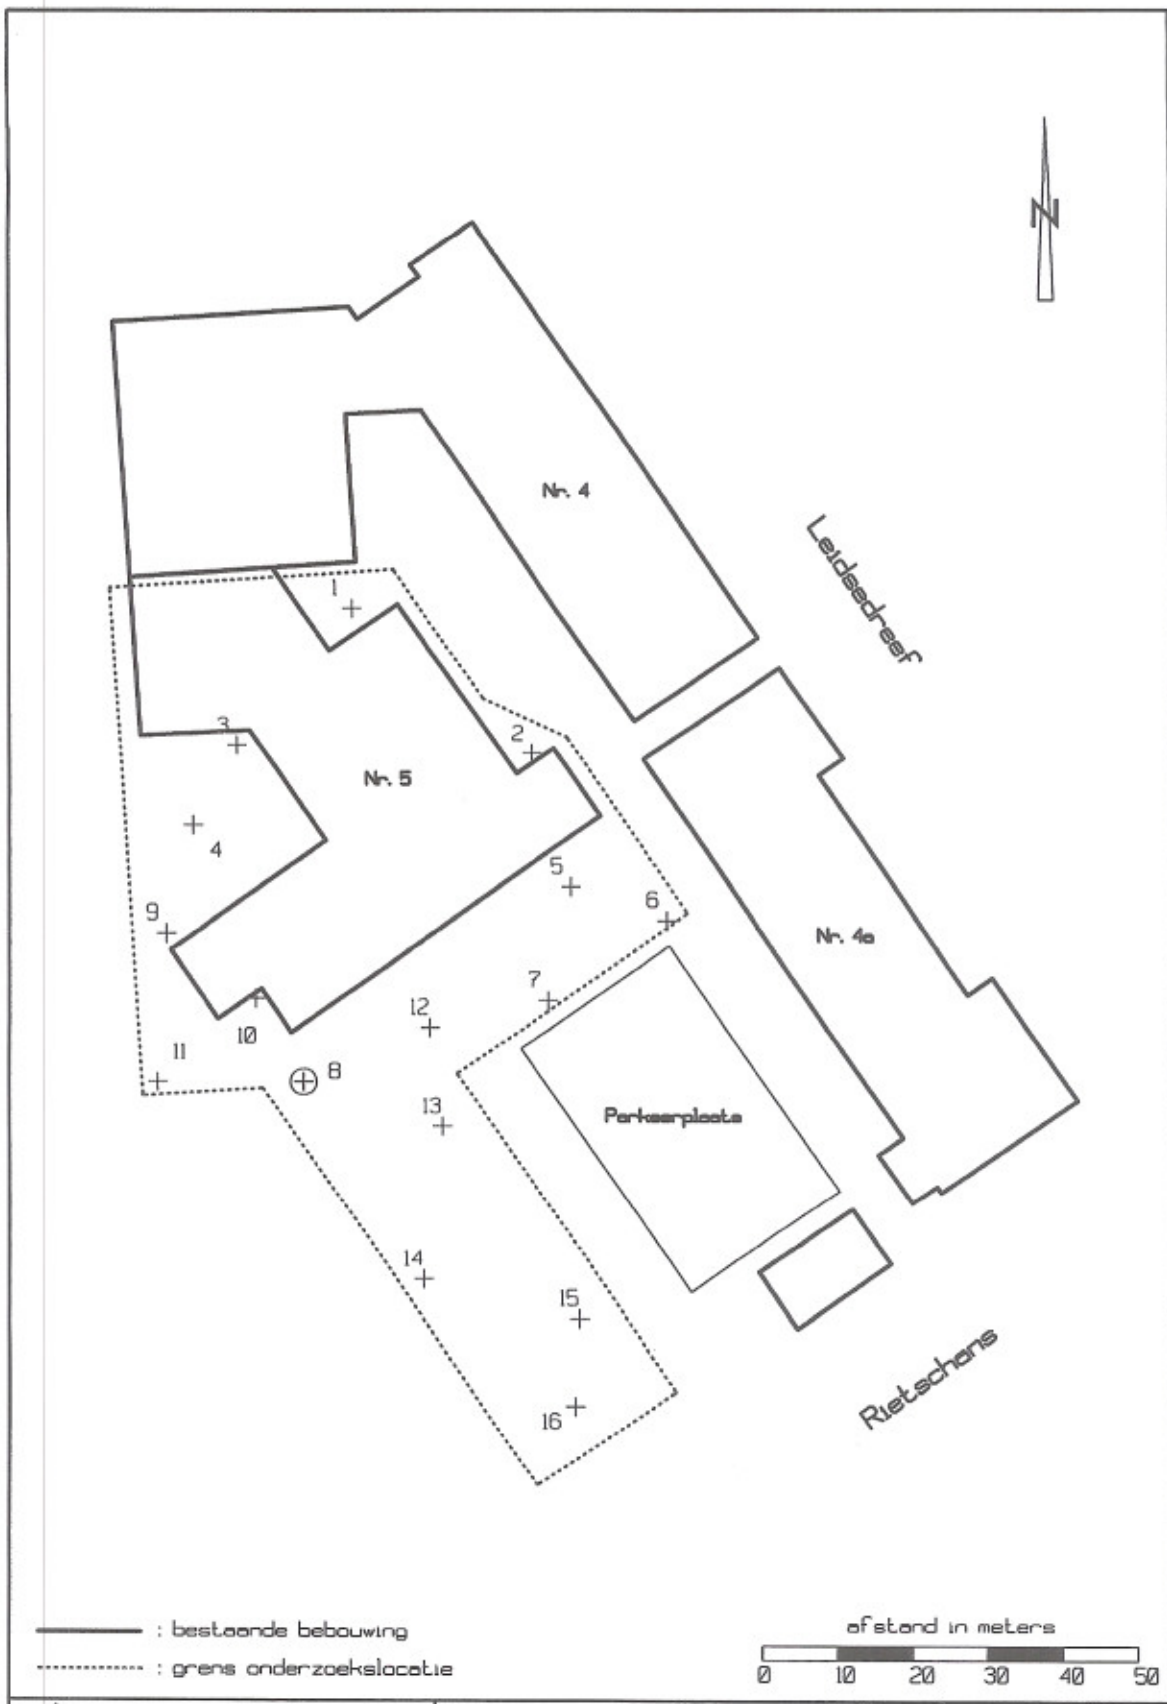 N
Nr. 4
Leidsedreef
1
2
3
Nr. 5
4
5
6
9
Nr. 4a
7
12
10
11
8
13
Parkeerplaats
14
15
16
Rietschans
: bestaande bebouwing
: grens onderzoekslocatie
afstand in meters
0 10 20 30 40 50